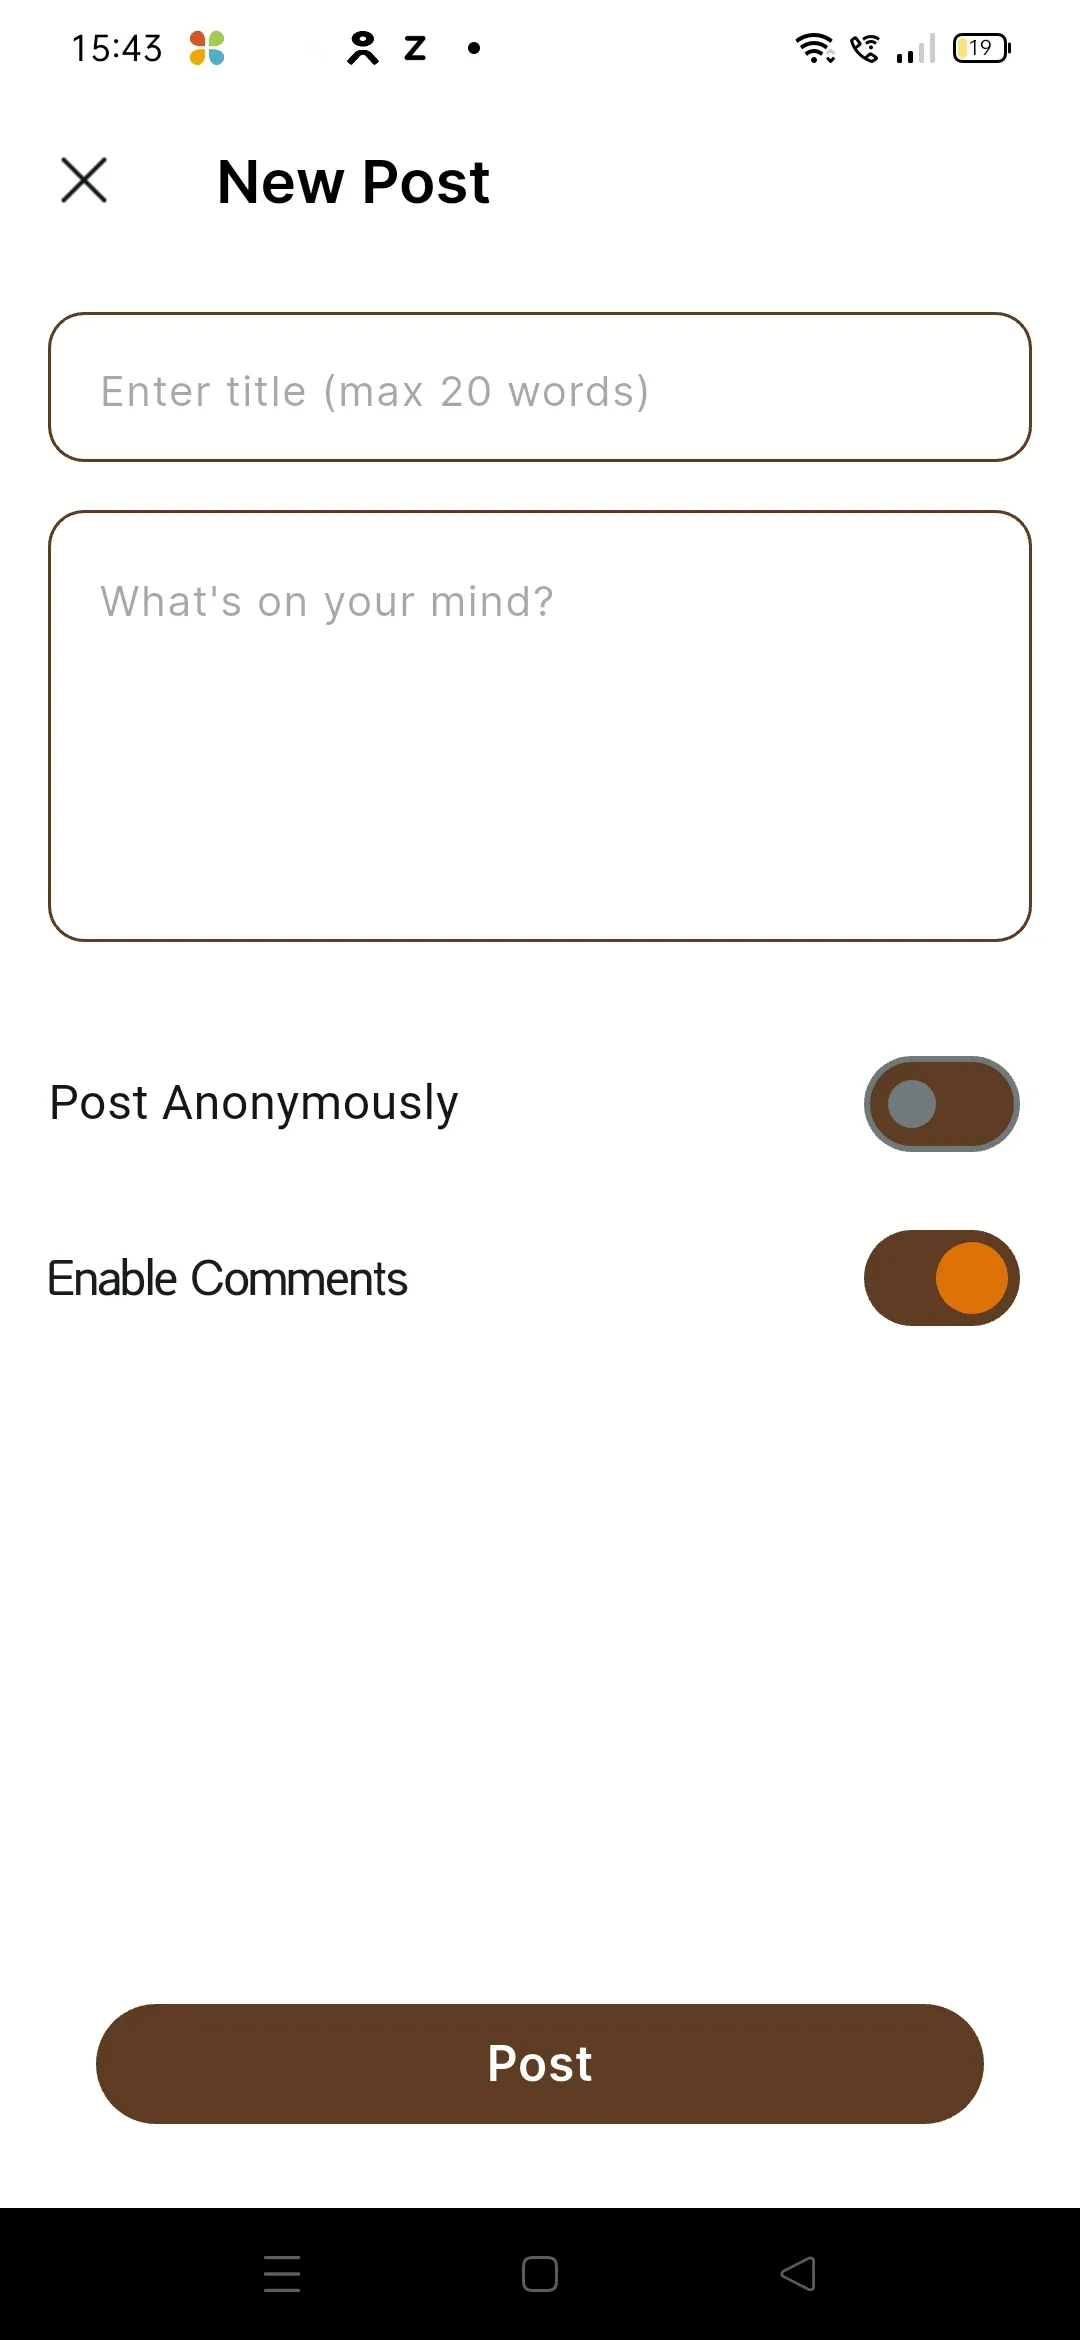 15:43
Z
19
New Post
Enter title (max 20 words)
What's on your mind?
Post Anonymously
Enable Comments
Post